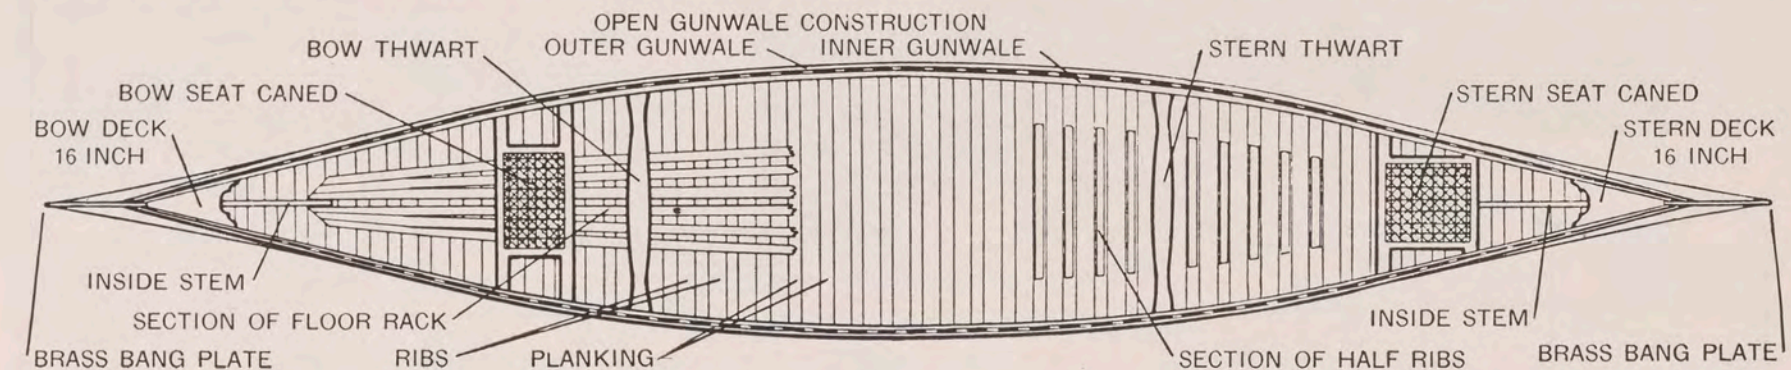 OPEN GUNWALE CONSTRUCTION
BOW THWART
OUTER GUNWALE
INNER GUNWALE
STERN THWART
BOW SEAT CANED
STERN SEAT CANED
BOW DECK
16 INCH
STERN DECK
16 INCH
INSIDE STEM
SECTION OF FLOOR RACK
INSIDE STEM
BRASS BANG PLATE
RIBS
PLANKING
SECTION OF HALF RIBS
BRASS BANG PLATE